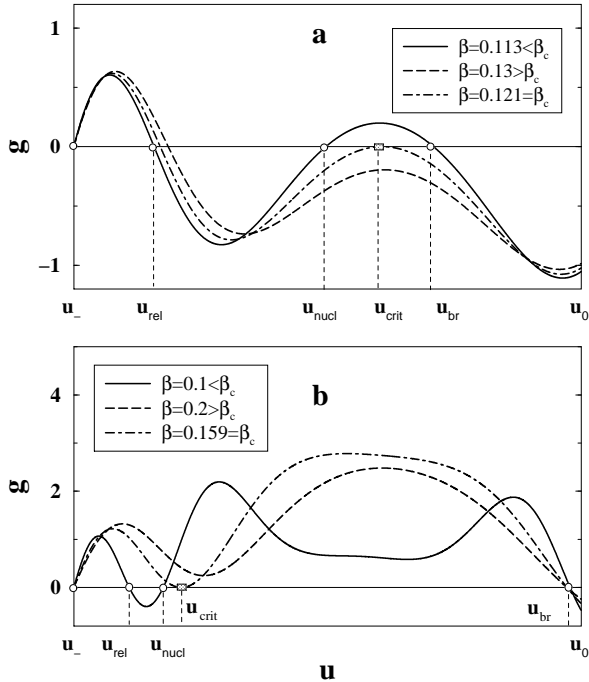 1
a
β=0.113<β_c
β=0.13>β_c
β=0.121=β_c
g
0
−1
u_−
u_rel
u_nucl
u_crit
u_br
u_0
4
β=0.1<β_c
β=0.2>β_c
β=0.159=β_c
b
g
2
0
u_crit
u_br
u_−
u_rel
u_nucl
u_0
u